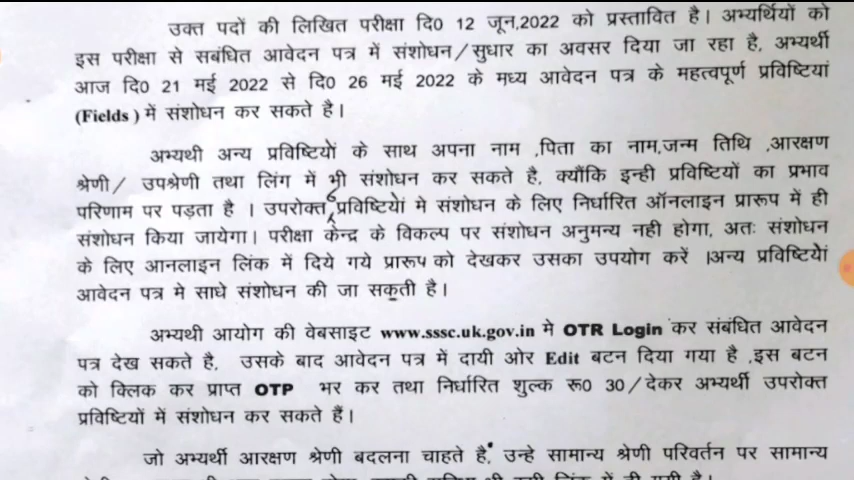 उक्त पदों की लिखित परीक्षा दि0 12 जून,2022 को प्रस्तावित है। अभ्यर्थियों को
इस परीक्षा से सबंधित आवेदन पत्र में संशोधन/सुधार का अवसर दिया जा रहा है, अभ्यर्थी
आज दि0 21 मई 2022 से दि0 26 मई 2022 के मध्य आवेदन पत्र के महत्वपूर्ण प्रविष्टियां
(Fields ) में संशोधन कर सकते है।
अभ्यथी अन्य प्रविष्टियों के साथ अपना नाम ,पिता का नाम,जन्म तिथि ,आरक्षण
श्रेणी/ उपश्रेणी तथा लिंग में भी संशोधन कर सकते है, क्योंकि इन्ही प्रविष्टियों का प्रभाव
परिणाम पर पड़ता है । उपरोक्त प्रविष्टियों मे संशोधन के लिए निर्धारित ऑनलाइन प्रारूप में ही
संशोधन किया जायेगा। परीक्षा केन्द्र के विकल्प पर संशोधन अनुमन्य नही होगा, अतः संशोधन
के लिए आनलाइन लिंक में दिये गये प्रारूप को देखकर उसका उपयोग करें ।अन्य प्रविष्टियों
आवेदन पत्र मे साधे संशोधन की जा सकती है।
अभ्यथी आयोग की वेबसाइट www.sssc.uk.gov.in मे OTR Login कर संबंधित आवेदन
पत्र देख सकते है, उसके बाद आवेदन पत्र में दायी ओर Edit बटन दिया गया है ,इस बटन
को क्लिक कर प्राप्त OTP भर कर तथा निर्धारित शुल्क रू0 30/देकर अभ्यर्थी उपरोक्त
प्रविष्टियों में संशोधन कर सकते हैं।
जो अभ्यर्थी आरक्षण श्रेणी बदलना चाहते है, उन्हे सामान्य श्रेणी परिवर्तन पर सामान्य